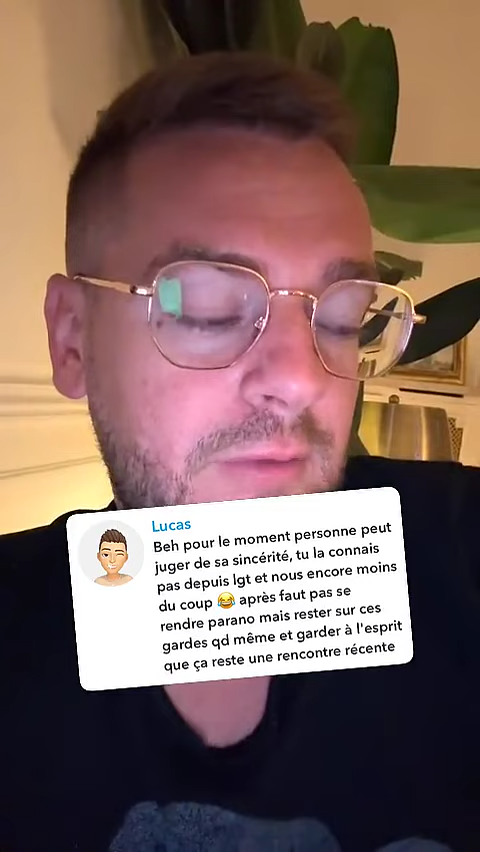 Lucas
Beh pour le moment personne peut
juger de sa sincérité, tu la connais
pas depuis lgt et nous encore moins
du coup 😂 après faut pas se
rendre parano mais rester sur ces
gardes qd même et garder à l'esprit
que ça reste une rencontre récente